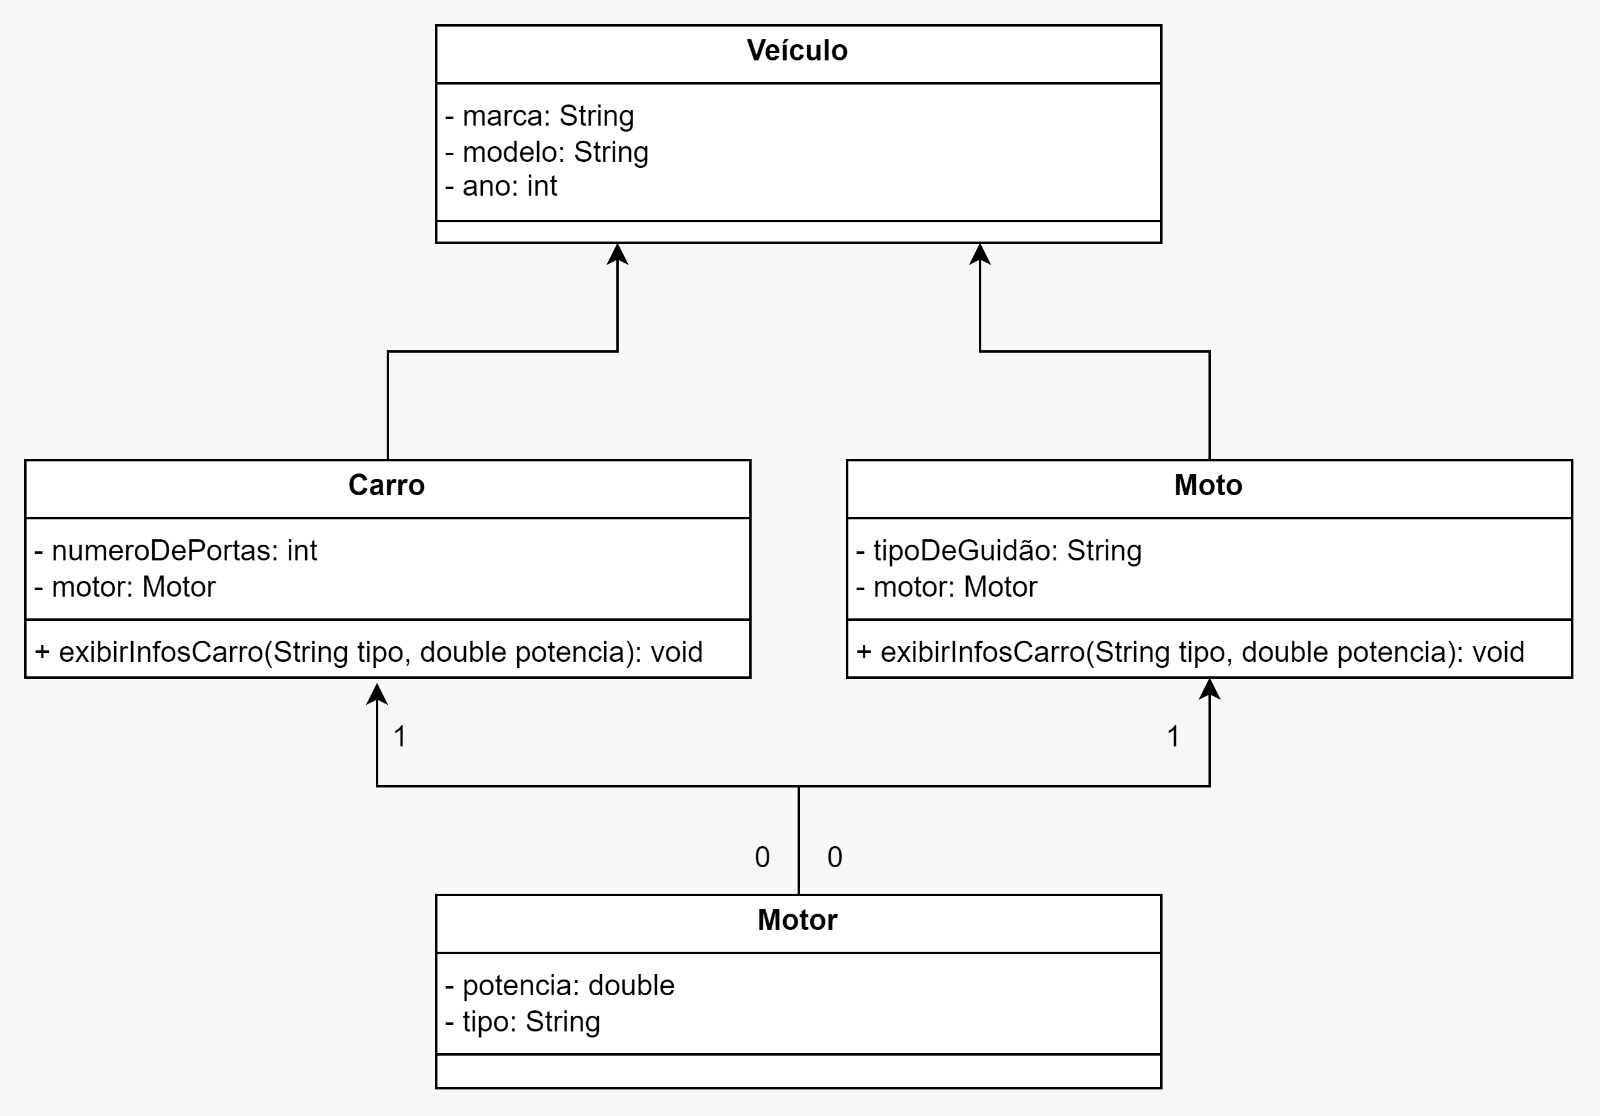 Veículo
- marca: String
- modelo: String
- ano: int
Carro
- numeroDePortas: int
- motor: Motor
+ exibirInfosCarro(String tipo, double potencia): void
Moto
- tipoDeGuidão: String
- motor: Motor
+ exibirInfosCarro(String tipo, double potencia): void
1
1
0
0
Motor
- potencia: double
- tipo: String